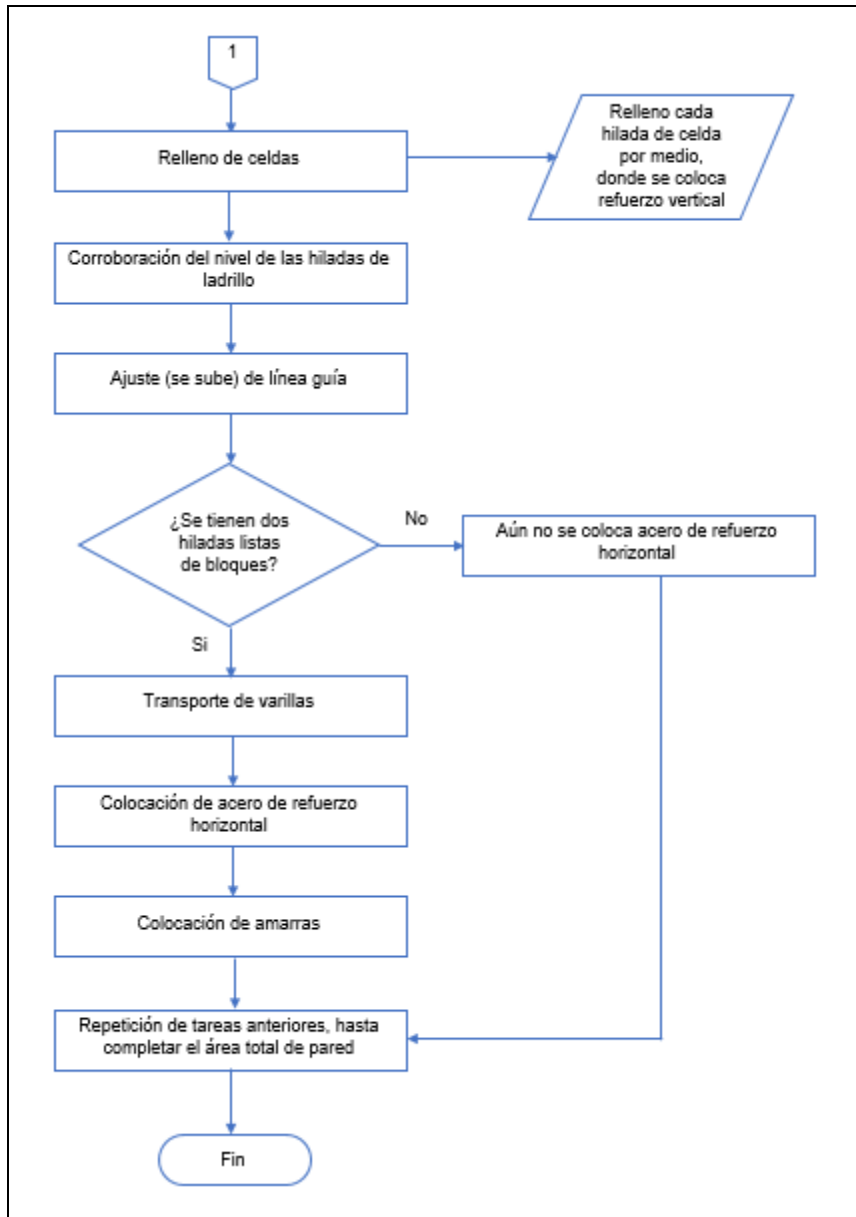 1
Relleno de celdas
Relleno cada
hilada de celda
por medio,
donde se coloca
refuerzo vertical
Corroboración del nivel de las hiladas de
ladrillo
Ajuste (se sube) de línea guía
¿Se tienen dos
hiladas listas
de bloques?
No
Aún no se coloca acero de refuerzo
horizontal
Si
Transporte de varillas
Colocación de acero de refuerzo
horizontal
Colocación de amarras
Repetición de tareas anteriores, hasta
completar el área total de pared
Fin